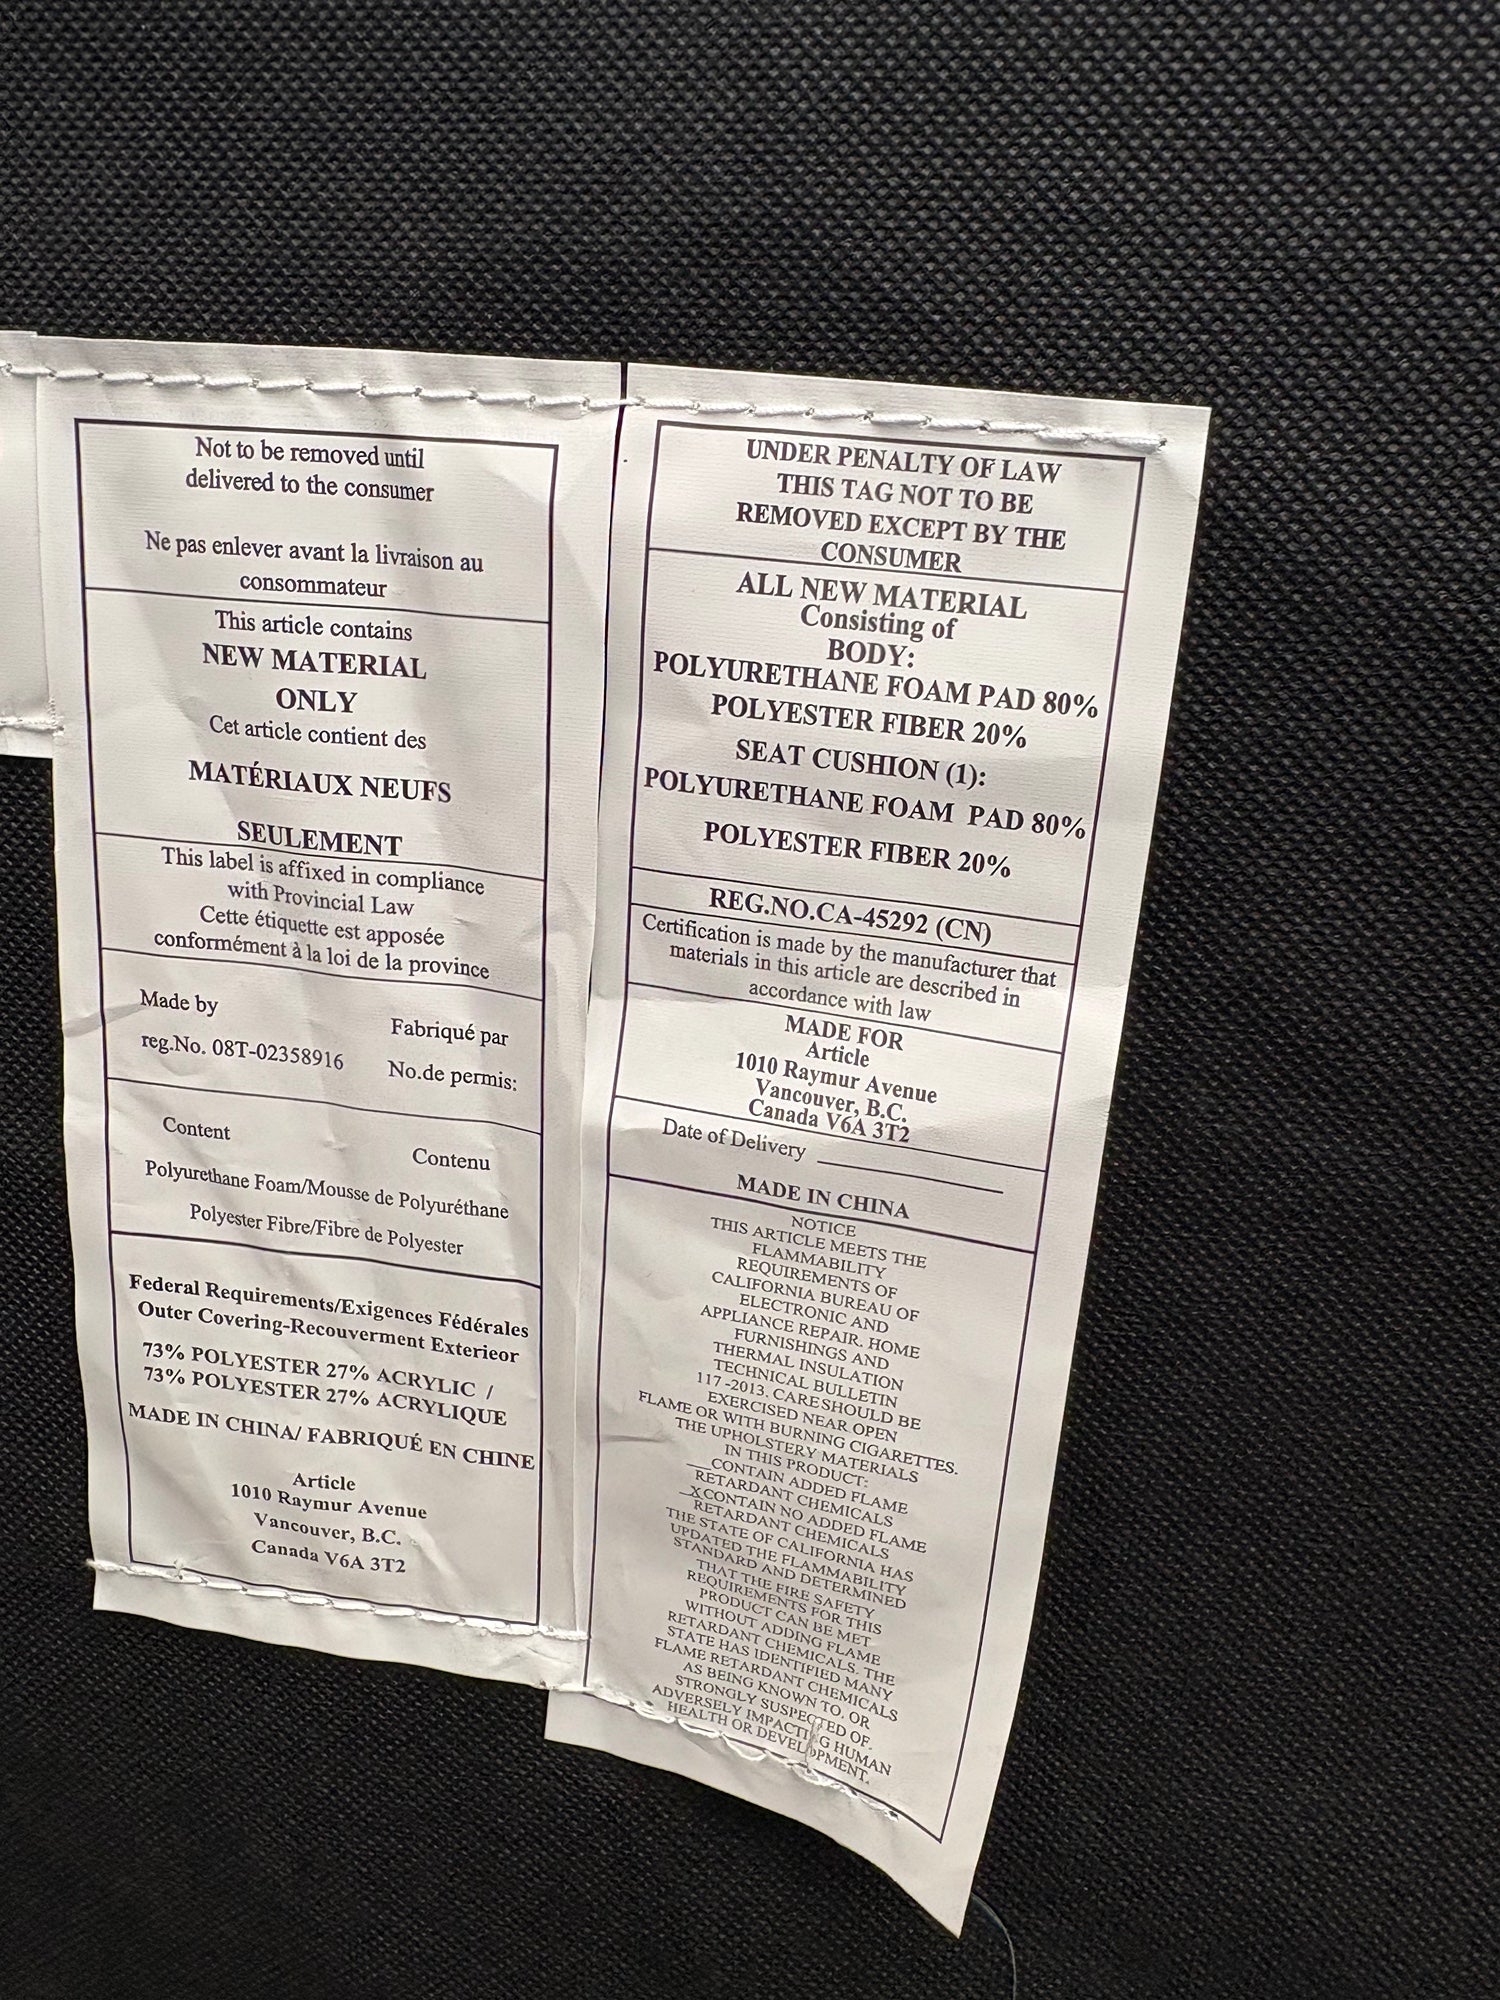 Not to be removed until
delivered to the consumer
Ne pas enlever avant la livraison au
consommateur
This article contains
NEW MATERIAL
ONLY
Cet article contient des
MATÉRIAUX NEUFS
SEULEMENT
This label is affixed in compliance
with Provincial Law
Cette étiquette est apposée
conformément à la loi de la province
Made by
Fabriqué par
reg.No. 08T-02358916
No.de permis:
Content
Contenu
Polyurethane Foam/Mousse de Polyuréthane
Polyester Fibre/Fibre de Polyester
Federal Requirements/Exigences Fédérales
Outer Covering-Recouverment Exterieor
73% POLYESTER 27% ACRYLIC /
73% POLYESTER 27% ACRYLIQUE
MADE IN CHINA/ FABRIQUÉ EN CHINE
Article
1010 Raymur Avenue
Vancouver, B.C.
Canada V6A 3T2
UNDER PENALTY OF LAW
THIS TAG NOT TO BE
REMOVED EXCEPT BY THE
CONSUMER
ALL NEW MATERIAL
Consisting of
BODY:
POLYURETHANE FOAM PAD 80%
POLYESTER FIBER 20%
SEAT CUSHION (1):
POLYURETHANE FOAM PAD 80%
POLYESTER FIBER 20%
REG.NO.CA-45292 (CN)
Certification is made by the manufacturer that
materials in this article are described in
accordance with law
MADE FOR
Article
1010 Raymur Avenue
Vancouver, B.C.
Canada V6A 3T2
Date of Delivery ____________
MADE IN CHINA
NOTICE
THIS ARTICLE MEETS THE
FLAMMABILITY
REQUIREMENTS OF
CALIFORNIA BUREAU OF
ELECTRONIC AND
APPLIANCE REPAIR. HOME
FURNISHINGS AND
THERMAL INSULATION
TECHNICAL BULLETIN
117 -2013. CARE SHOULD BE
EXERCISED NEAR OPEN
FLAME OR WITH BURNING CIGARETTES.
THE UPHOLSTERY MATERIALS
IN THIS PRODUCT:
__CONTAIN ADDED FLAME
RETARDANT CHEMICALS
_XCONTAIN NO ADDED FLAME
RETARDANT CHEMICALS
THE STATE OF CALIFORNIA HAS
UPDATED THE FLAMMABILITY
STANDARD AND DETERMINED
THAT THE FIRE SAFETY
REQUIREMENTS FOR THIS
PRODUCT CAN BE MET
WITHOUT ADDING FLAME
RETARDANT CHEMICALS. THE
STATE HAS IDENTIFIED MANY
FLAME RETARDANT CHEMICALS
AS BEING KNOWN TO, OR
STRONGLY SUSPECTED OF
ADVERSELY IMPACTING HUMAN
HEALTH OR DEVELOPMENT.